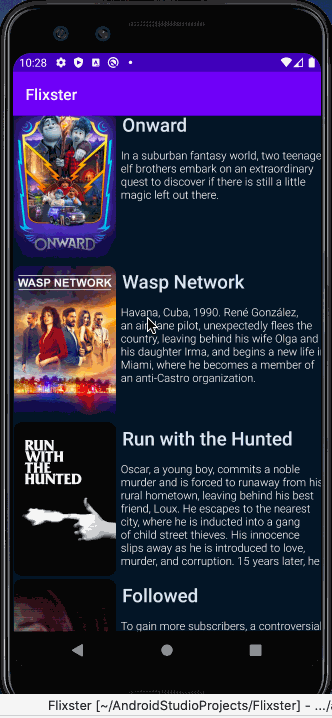 10:28
Flixster
Onward
In a suburban fantasy world, two teenage
elf brothers embark on an extraordinary
quest to discover if there is still a little
magic left out there.
ONWARD
WASP NETWORK
Wasp Network
Havana, Cuba, 1990. René González,
an airplane pilot, unexpectedly flees the
country, leaving behind his wife Olga and
his daughter Irma, and begins a new life i
Miami, where he becomes a member of
an anti-Castro organization.
RUN
WITH
THE
HUNTED
Run with the Hunted
Oscar, a young boy, commits a noble
murder and is forced to runaway from his
rural hometown, leaving behind his best
friend, Loux. He escapes to the nearest
city, where he is inducted into a gang
of child street thieves. His innocence
slips away as he is introduced to love,
murder, and corruption. 15 years later, he
Followed
To gain more subscribers, a controversial
Flixster [~/AndroidStudioProjects/Flixster] - .../